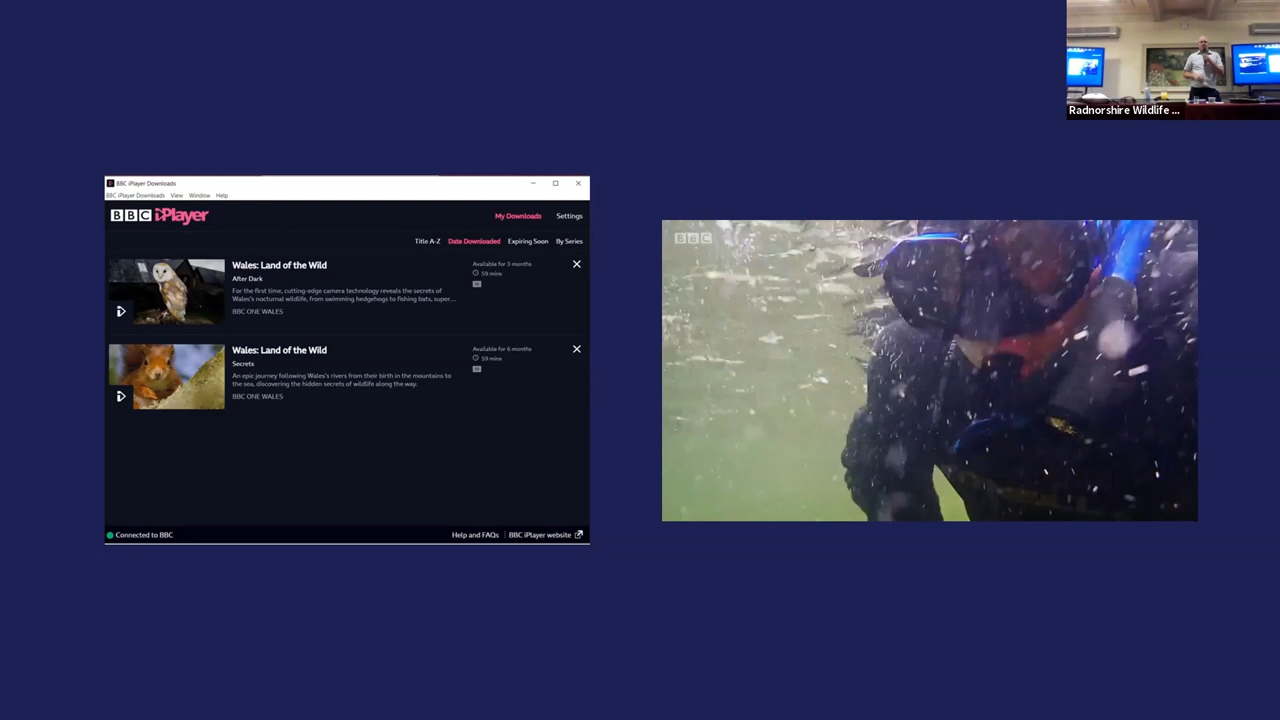 Radnorshire Wildlife ...
BBC iPlayer Downloads
BBC iPlayer Downloads View Window Help
BBC iPlayer
My Downloads Settings
Title A-Z Date Downloaded Expiring Soon By Series
Wales: Land of the Wild
After Dark
For the first time, cutting-edge camera technology reveals the secrets of
Wales's nocturnal wildlife, from swimming hedgehogs to fishing bats, super...
BBC ONE WALES
Available for 3 months
59 mins
Wales: Land of the Wild
Secrets
An epic journey following Wales's rivers from their birth in the mountains to
the sea, discovering the hidden secrets of wildlife along the way.
BBC ONE WALES
Available for 6 months
59 mins
Connected to BBC
Help and FAQs BBC iPlayer website
BBC